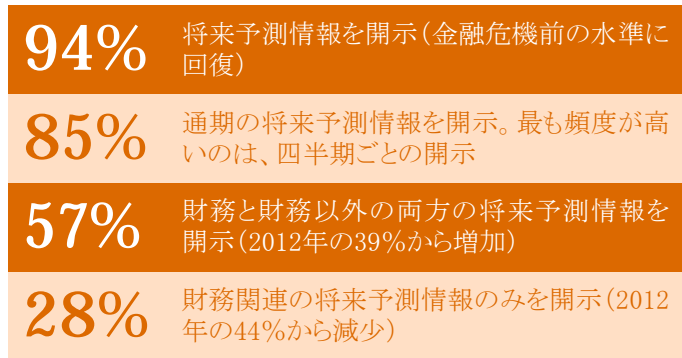 94%
将来予測情報を開示（金融危機前の水準に
回復）
85%
通期の将来予測情報を開示。最も頻度が高
いのは、四半期ごとの開示
57%
財務と財務以外の両方の将来予測情報を
開示（2012年の39％から増加）
28%
財務関連の将来予測情報のみを開示（2012
年の44％から減少）